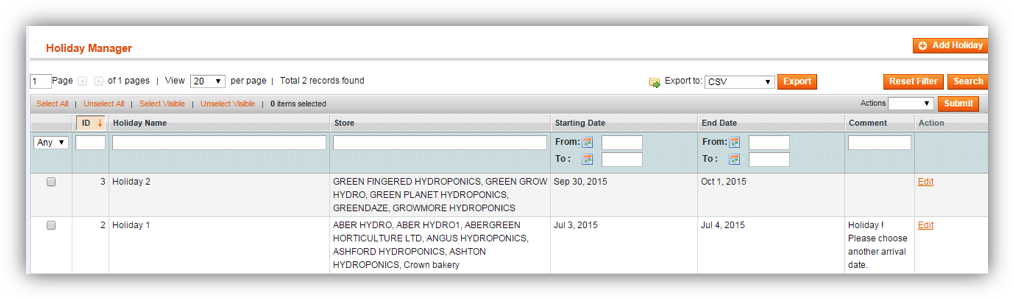 Holiday Manager
Add Holiday
1 Page of 1 pages | View 20 per page | Total 2 records found
Export to: CSV Export
Reset Filter Search
Select All | Unselect All | Select Visible | Unselect Visible | 0 items selected
Actions Submit
ID Holiday Name Store Starting Date End Date Comment Action
Any From: From:
To : To :
3 Holiday 2 GREEN FINGERED HYDROPONICS, GREEN GROW Sep 30, 2015 Oct 1, 2015 Edit
HYDRO, GREEN PLANET HYDROPONICS,
GREENDAZE, GROWMORE HYDROPONICS
2 Holiday 1 ABER HYDRO, ABER HYDRO1, ABERGREEN Jul 3, 2015 Jul 4, 2015 Holiday ! Edit
HORTICULTURE LTD, ANGUS HYDROPONICS, Please choose
ASHFORD HYDROPONICS, ASHTON another arrival
HYDROPONICS, Crown bakery date.